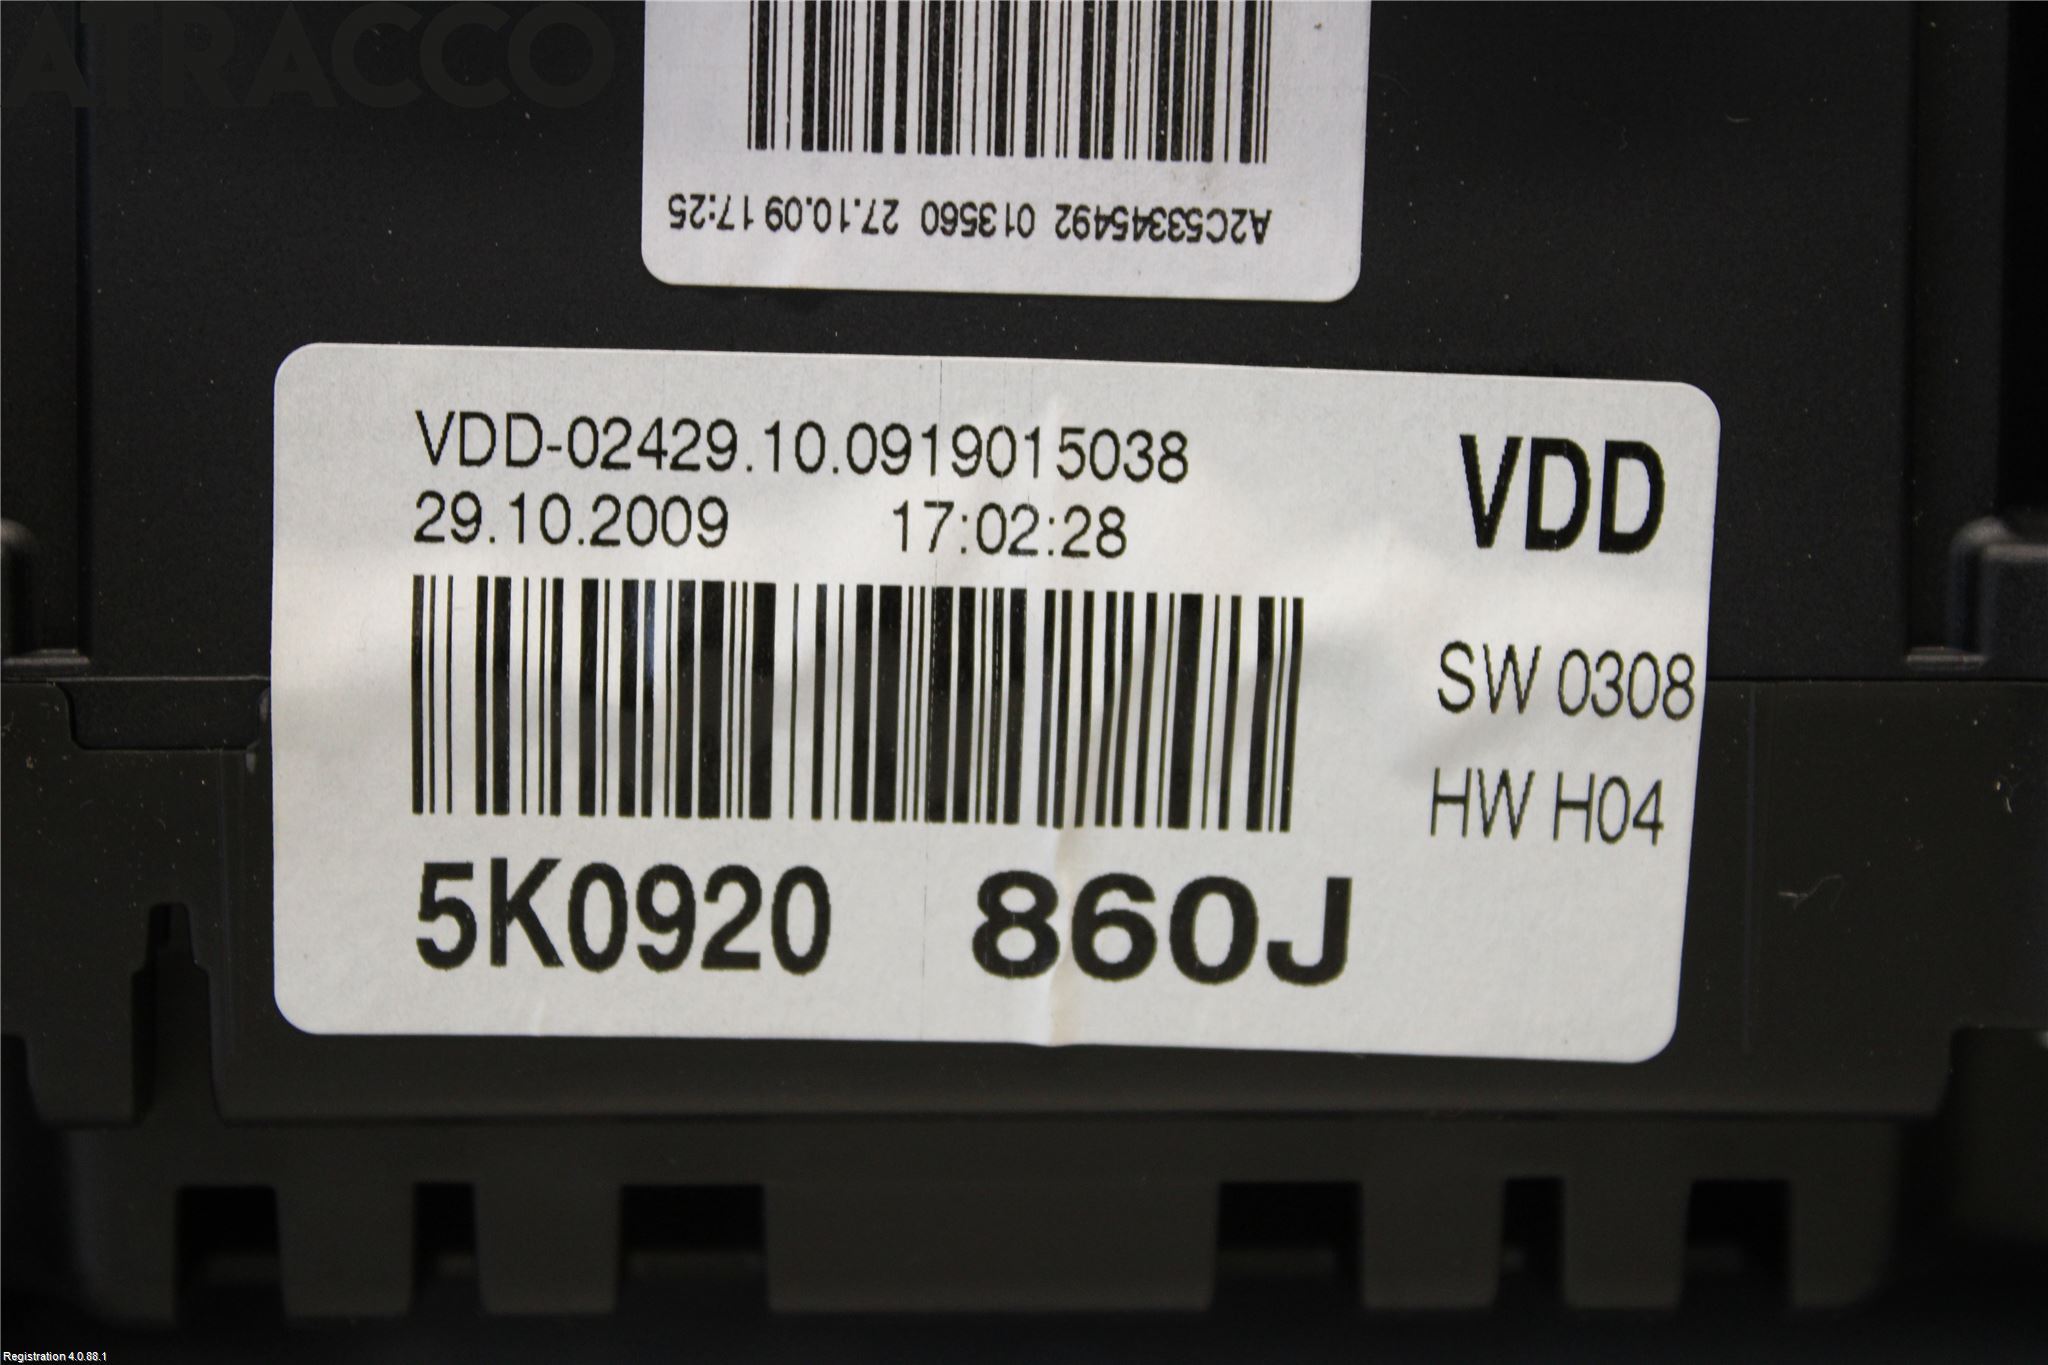 ATRACCO
A2C53345492 013560 27.10.09 17:25
VDD-02429.10.0919015038
29.10.2009 17:02:28
VDD
SW 0308
HW H04
5K0920 860J
Registration 4.0.88.1